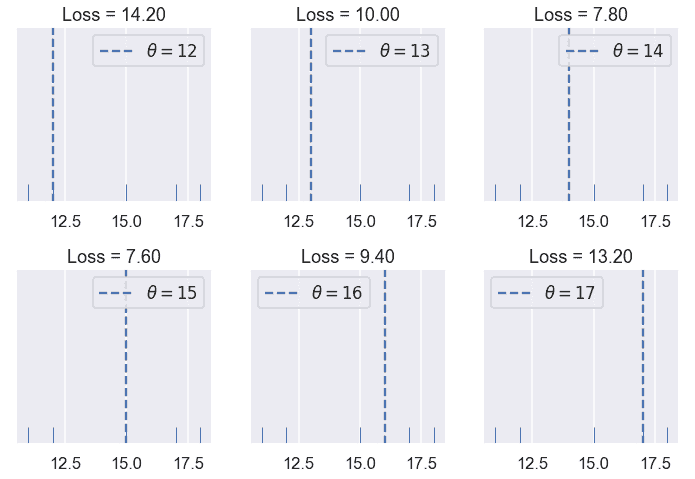 Loss = 14.20
Loss = 10.00
Loss = 7.80
θ = 12
θ = 13
θ = 14
12.5 15.0 17.5
12.5 15.0 17.5
12.5 15.0 17.5
Loss = 7.60
Loss = 9.40
Loss = 13.20
θ = 15
θ = 16
θ = 17
12.5 15.0 17.5
12.5 15.0 17.5
12.5 15.0 17.5